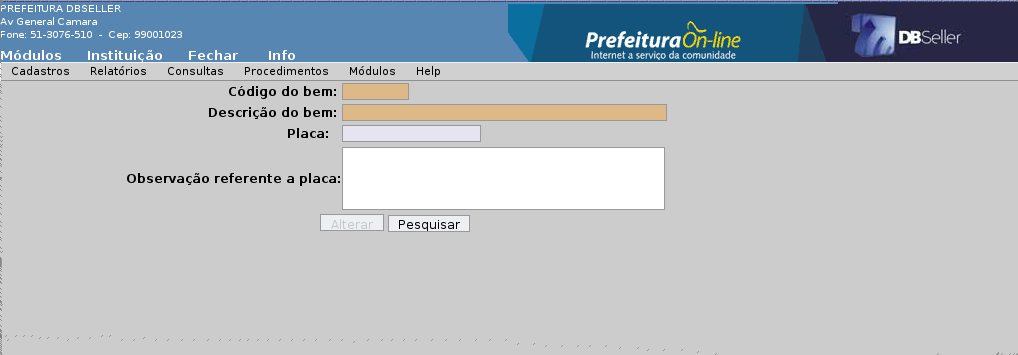 PREFEITURA DBSELLER
Av General Camara
Fone: 51-3076-510 - Cep: 99001023
Prefeitura On-line
Internet a serviço da comunidade
DBSeller
Módulos Instituição Fechar Info
Cadastros Relatórios Consultas Procedimentos Módulos Help
Código do bem:
Descrição do bem:
Placa:
Observação referente a placa:
Alterar Pesquisar